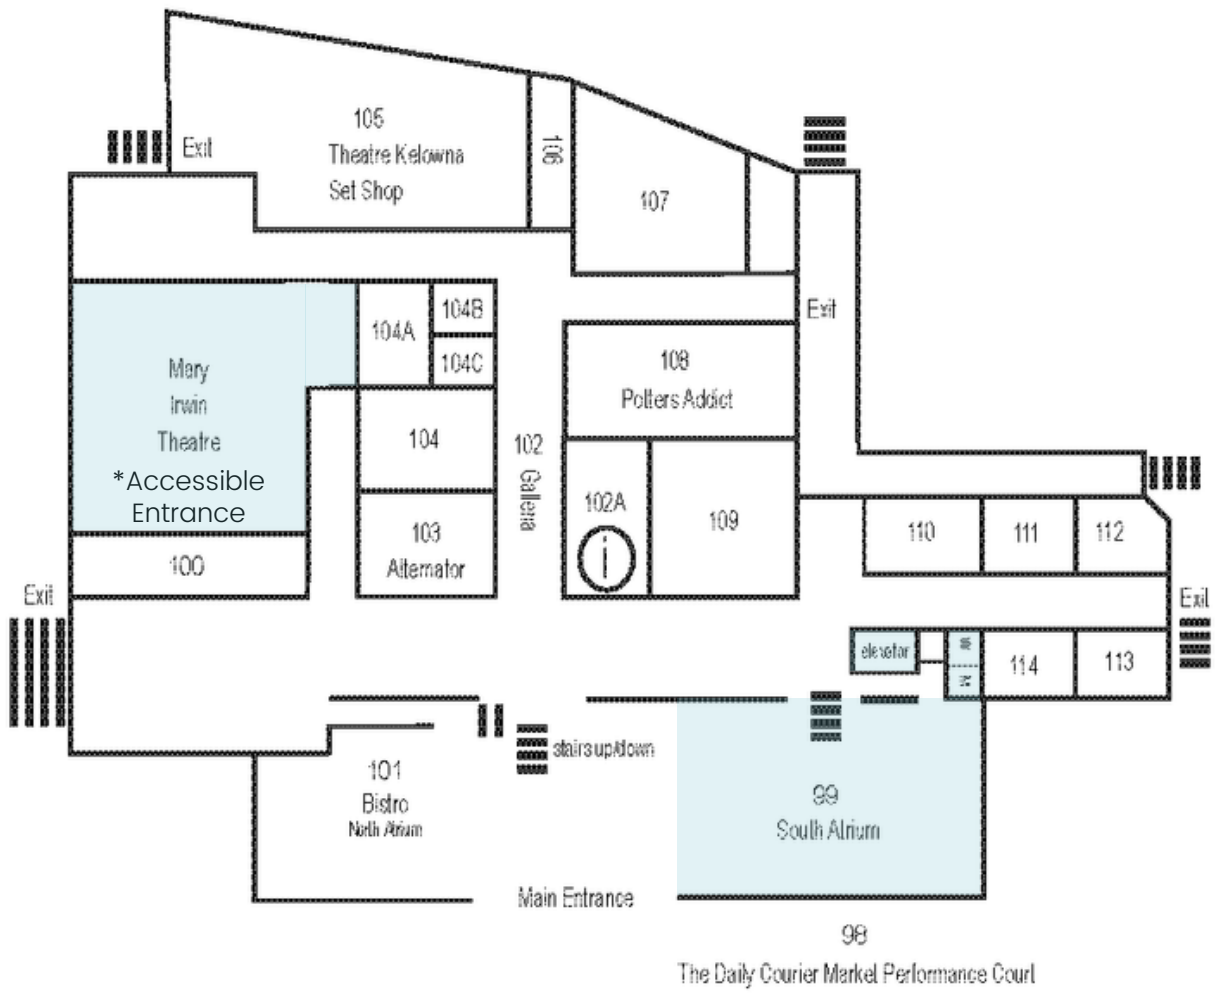 105
Theatre Kelowna
Set Shop
106
Exit
107
Exit
Mary
Irwin
Theatre
*Accessible
Entrance
104A
104B
104C
108
Potters Addict
104
102
Galleria
102A
i
109
103
Alternator
100
110
111
112
Exit
Exit
elevator
W
M
114
113
stairs up/down
101
Bistro
North Atrium
99
South Atrium
Main Entrance
98
The Daily Courier Market Performance Court